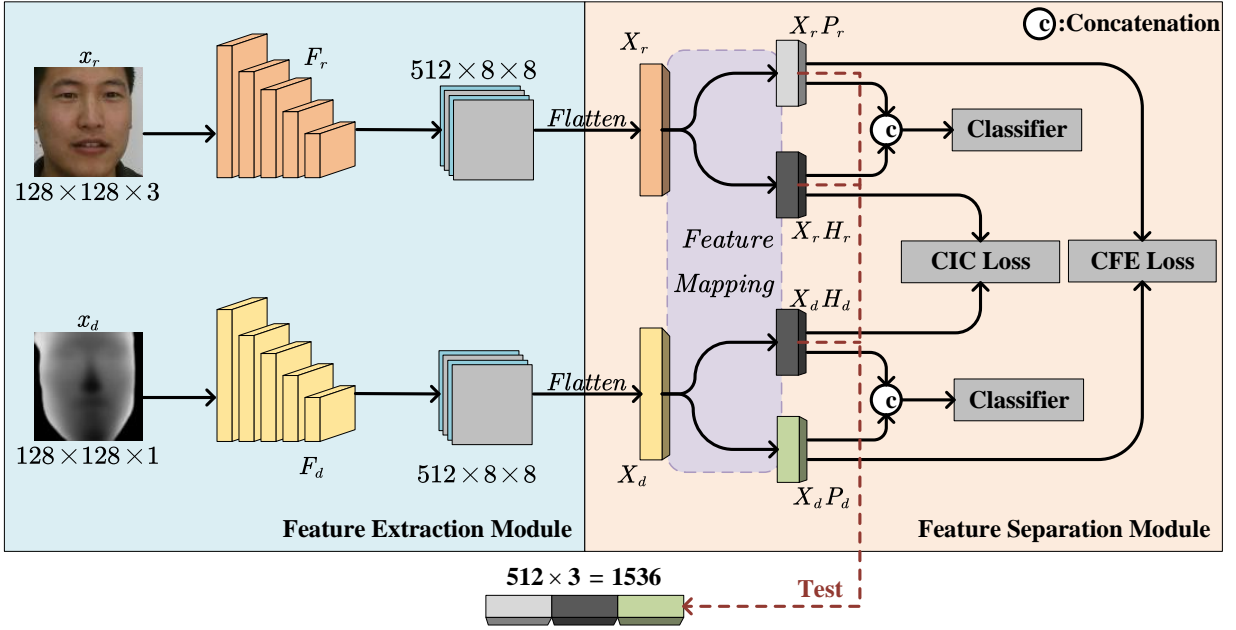 c :Concatenation
x_r
F_r
512×8×8
X_r
X_r P_r
Flatten
c
Classifier
128×128×3
X_r H_r
Feature
Mapping
CIC Loss
CFE Loss
x_d
X_d H_d
Flatten
c
Classifier
128×128×1
F_d
512×8×8
X_d
X_d P_d
Feature Extraction Module
Feature Separation Module
512 × 3 = 1536
Test